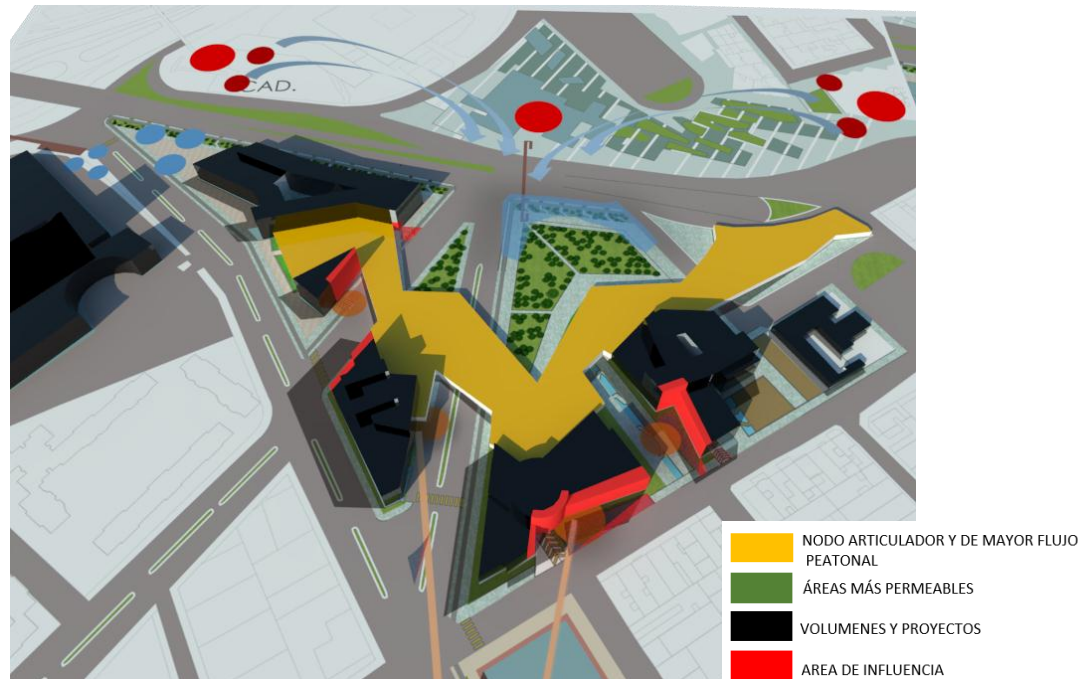 CAD.
NODO ARTICULADOR Y DE MAYOR FLUJO
PEATONAL
ÁREAS MÁS PERMEABLES
VOLUMENES Y PROYECTOS
AREA DE INFLUENCIA